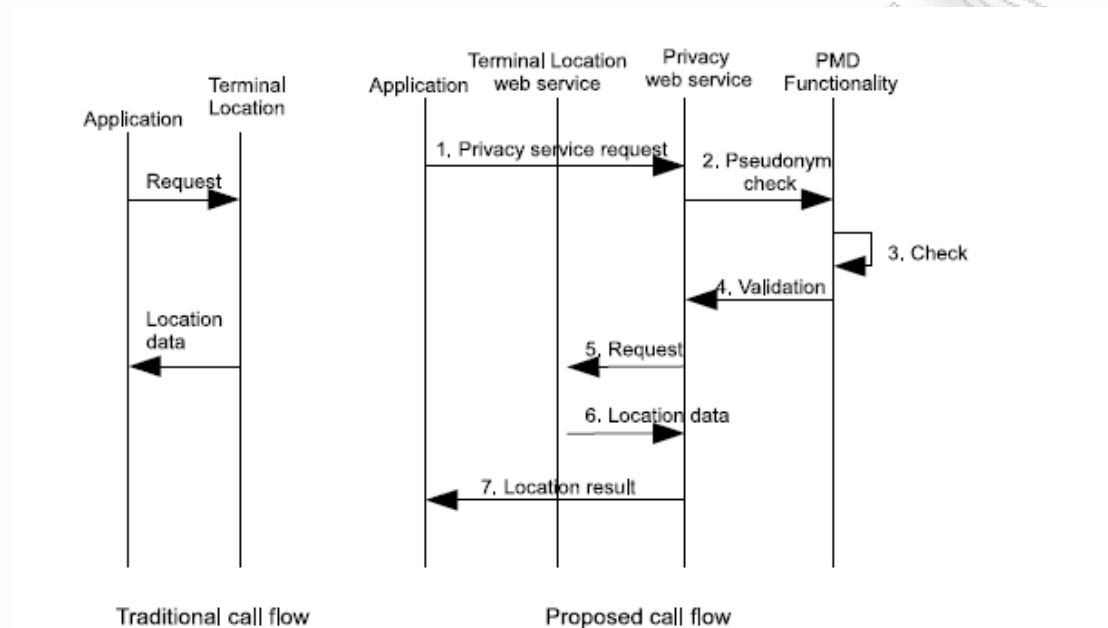 Application
Terminal
Location
Request
Location
data
Traditional call flow
Application
Terminal Location
web service
Privacy
web service
PMD
Functionality
1. Privacy service request
2. Pseudonym
check
3. Check
4. Validation
5. Request
6. Location data
7. Location result
Proposed call flow